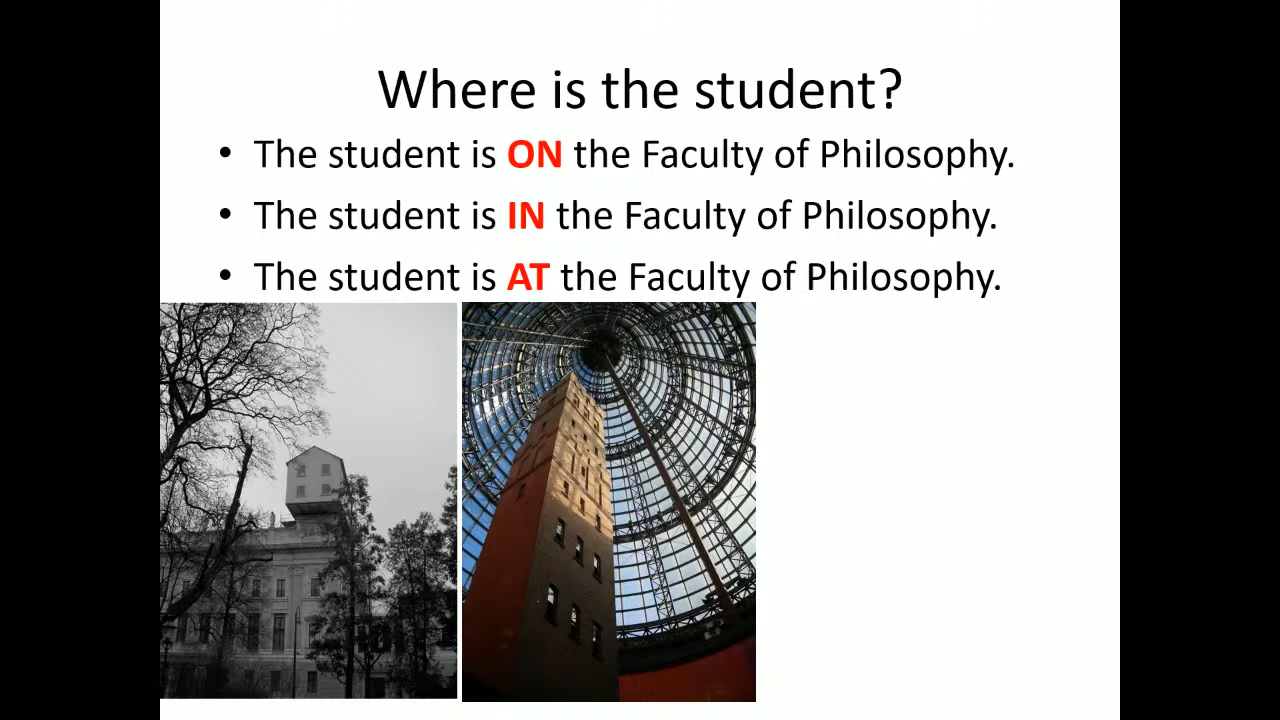 Where is the student?
• The student is ON the Faculty of Philosophy.
• The student is IN the Faculty of Philosophy.
• The student is AT the Faculty of Philosophy.